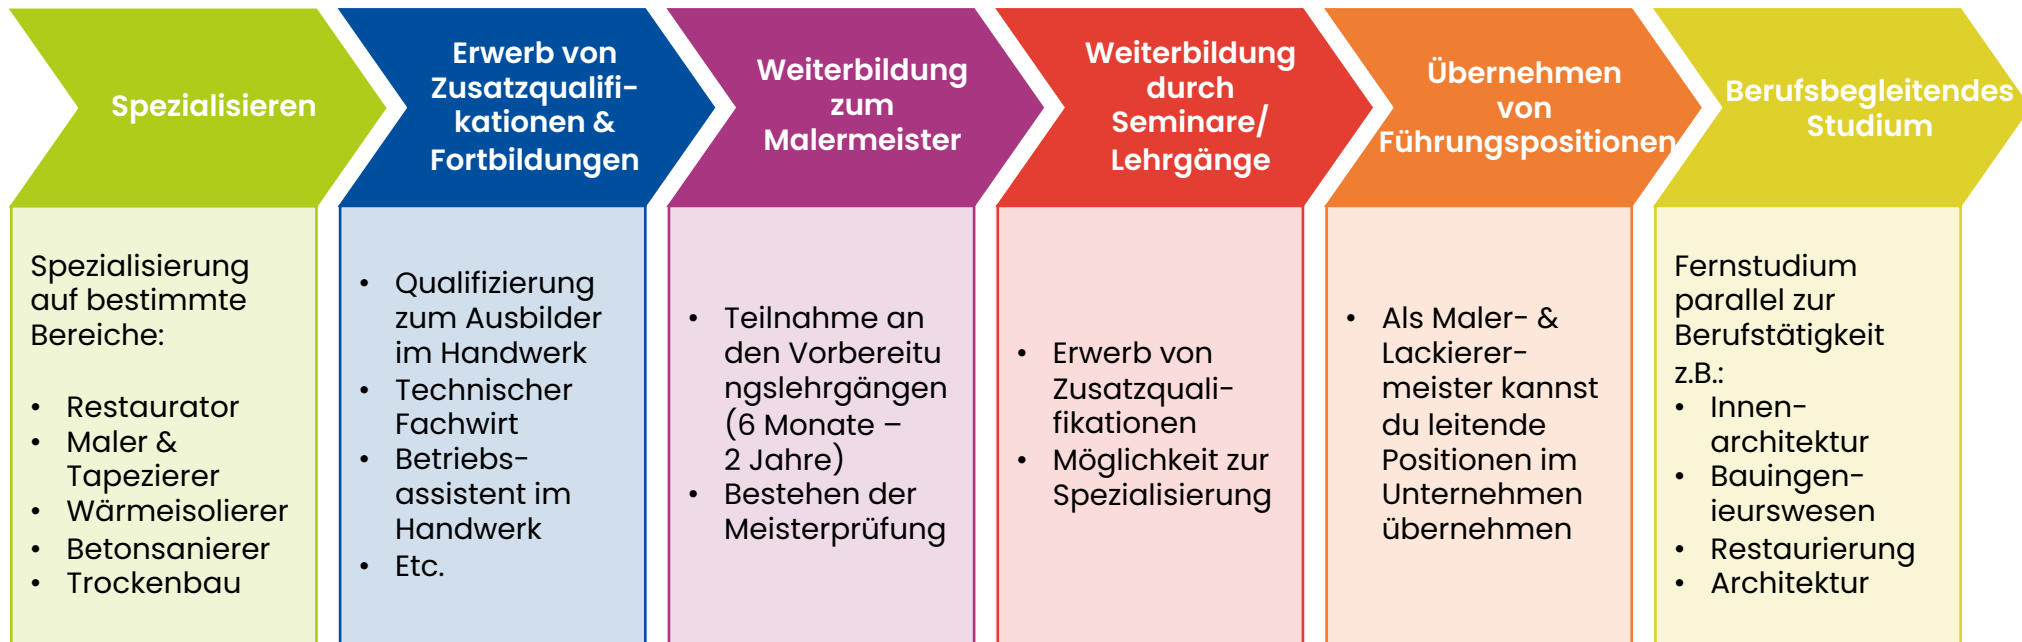 Spezialisieren
Spezialisierung
auf bestimmte
Bereiche:
• Restaurator
• Maler &
Tapezierer
• Wärmeisolierer
• Betonsanierer
• Trockenbau
Erwerb von
Zusatzqualifi-
kationen &
Fortbildungen
• Qualifizierung
zum Ausbilder
im Handwerk
• Technischer
Fachwirt
• Betriebs-
assistent im
Handwerk
• Etc.
Weiterbildung
zum
Malermeister
• Teilnahme an
den Vorbereitu
ngslehrgängen
(6 Monate –
2 Jahre)
• Bestehen der
Meisterprüfung
Weiterbildung
durch
Seminare/
Lehrgänge
• Erwerb von
Zusatzquali-
fikationen
• Möglichkeit zur
Spezialisierung
Übernehmen
von
Führungspositionen
• Als Maler- &
Lackierer-
meister kannst
du leitende
Positionen im
Unternehmen
übernehmen
Berufsbegleitendes
Studium
Fernstudium
parallel zur
Berufstätigkeit
z.B.:
• Innen-
architektur
• Bauingen-
ieurswesen
• Restaurierung
• Architektur